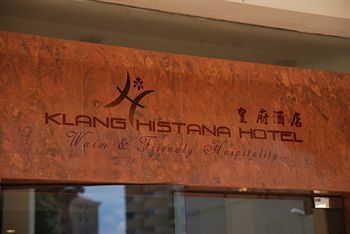 皇府酒店
KLANG HISTANA HOTEL
Warm & Friendly Hospitality...